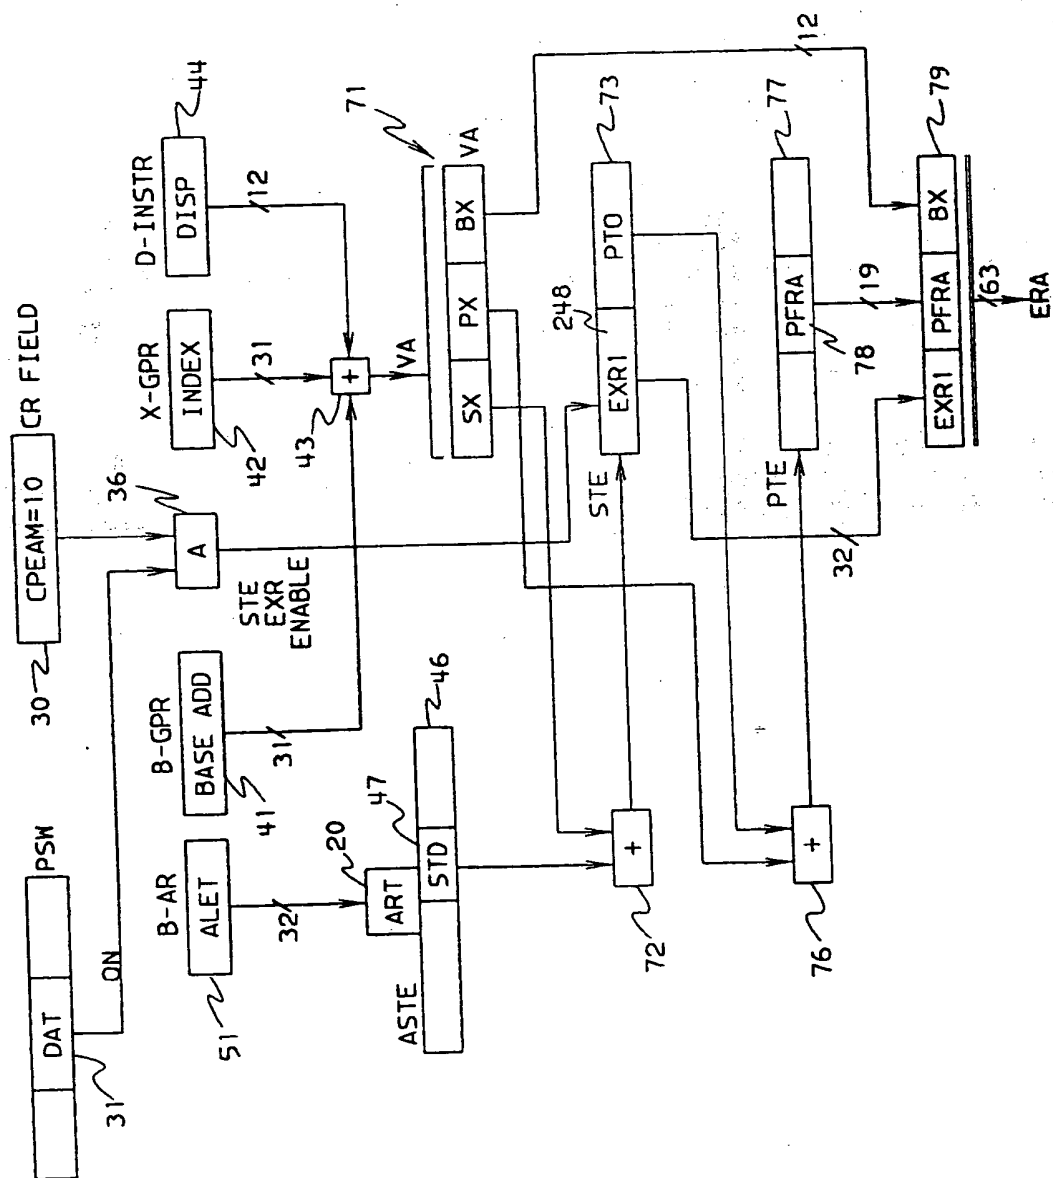 CPEAM=10 CR FIELD
30
DAT
PSW
31
ON
A
36
STE
EXR
ENABLE
B-AR
ALET
51
32
B-GPR
BASE ADD
41
31
X-GPR
INDEX
42
31
D-INSTR
DISP
44
12
+
43
VA
71
SX
PX
BX
VA
12
ART
20
ASTE
STD
47
46
+
72
STE
EXR1
248
PTO
73
+
76
PTE
PFRA
78
77
19
32
EXR1
PFRA
BX
79
63
ERA